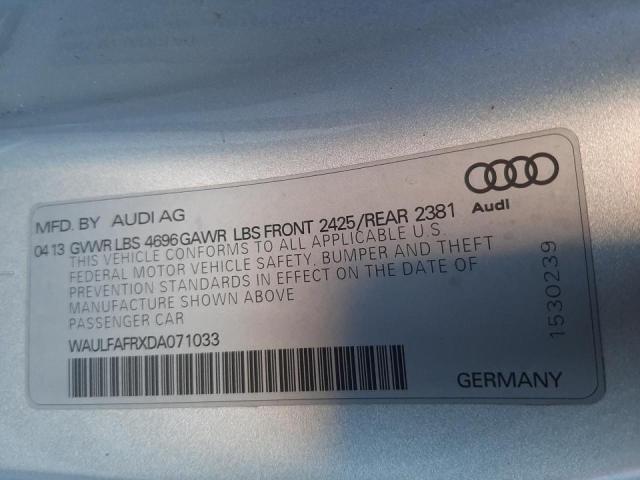 MFD. BY AUDI AG
04 13 GVWR LBS 4696 GAWR LBS FRONT 2425/REAR 2381
THIS VEHICLE CONFORMS TO ALL APPLICABLE U.S.
FEDERAL MOTOR VEHICLE SAFETY, BUMPER AND THEFT
PREVENTION STANDARDS IN EFFECT ON THE DATE OF
MANUFACTURE SHOWN ABOVE
PASSENGER CAR
WAULFAFRXDA071033
Audi
1530239
GERMANY